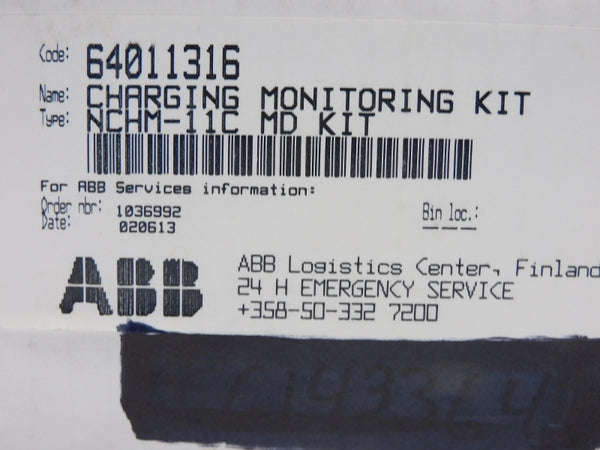 Code: 64011316
Name: CHARGING MONITORING KIT
Type: NCHM-11C MD KIT
For ABB Services information:
Order nbr: 1036992
Bin loc.: ___
Date: 020613
ABB
ABB Logistics Center, Finland
24 H EMERGENCY SERVICE
+358-50-332 7200